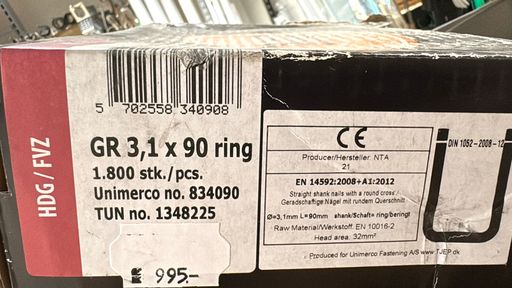 HDG / FVZ
5 702558 340908
GR 3,1 x 90 ring
1.800 stk./pcs.
Unimerco no. 834090
TUN no. 1348225
995.-
CE
Producer/Hersteller. NTA
21
EN 14592:2008+A1:2012
Straight shank nails with a round cross/
Geradschaftige Nägel mit runden Querschnitt
Ø=3,1mm L=90mm shank/Schaft= ring/beringt
Raw Material/Werkstoff. EN 10016-2
Head area. 32mm²
Produced for Unimerco Fastening A/S www.TJEP.dk
DIN 1052-2008-12